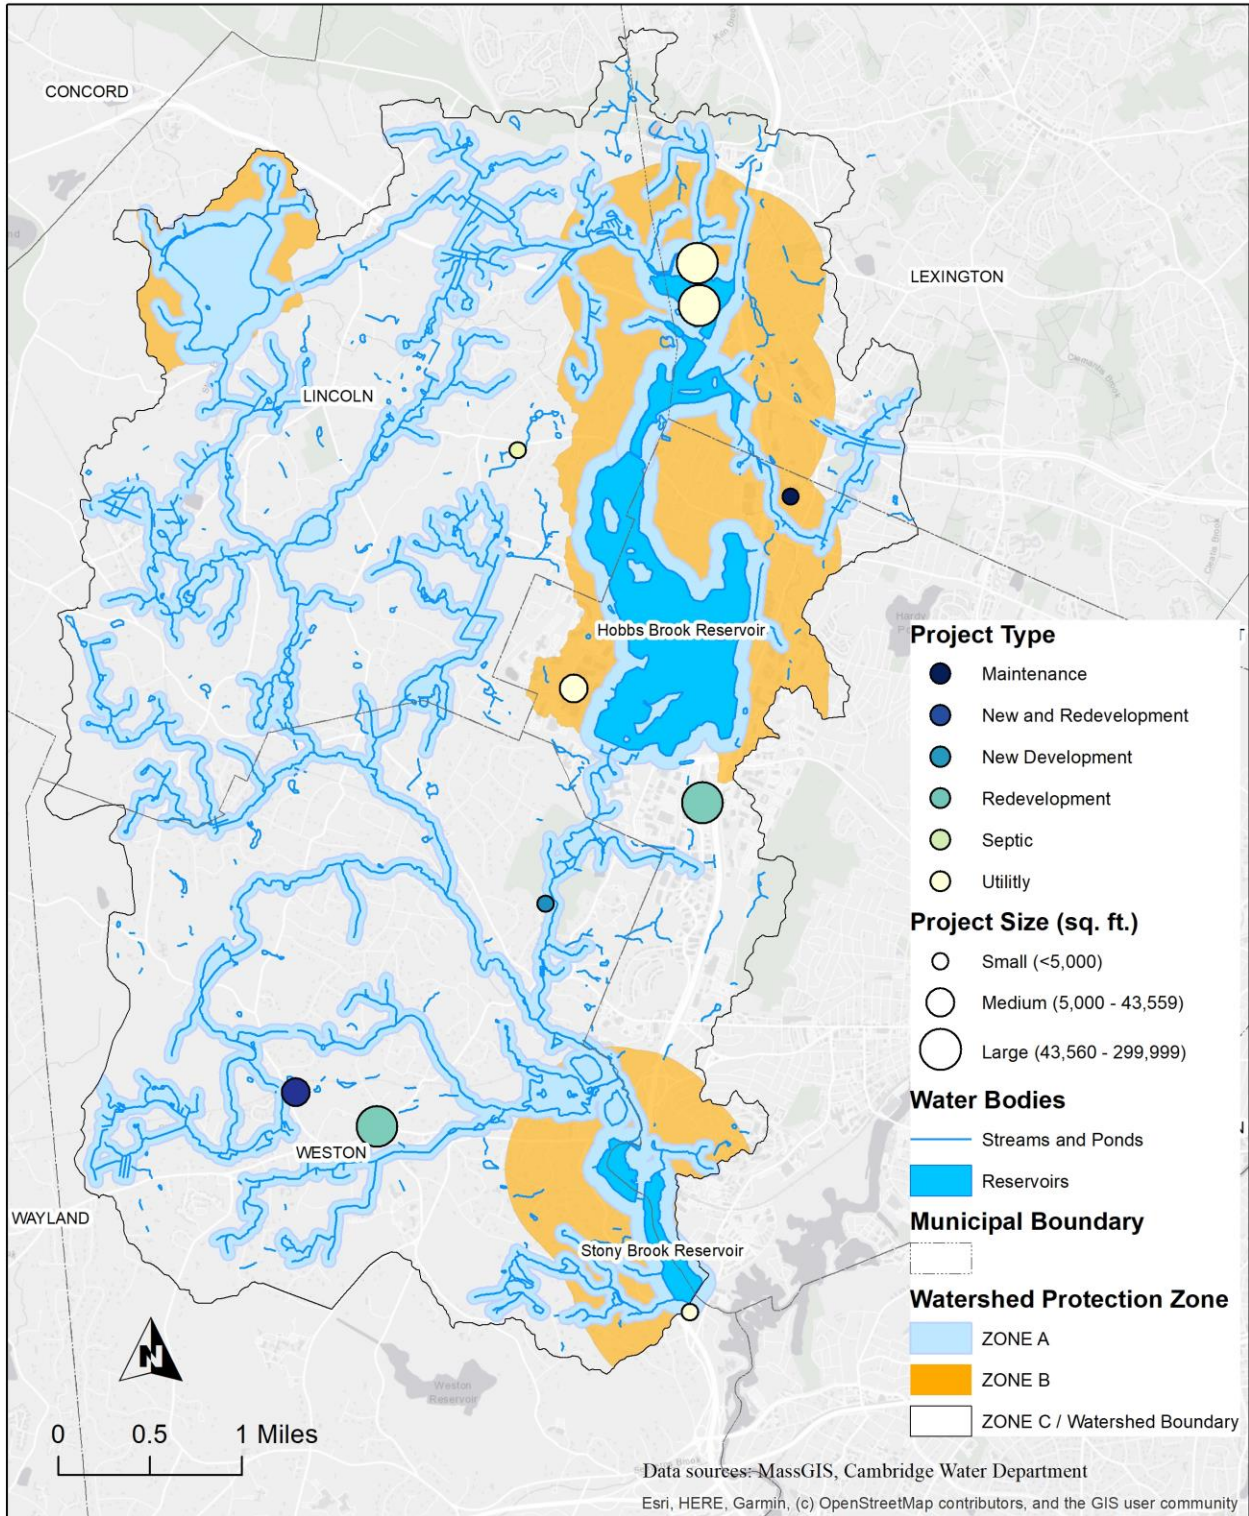 CONCORD
LEXINGTON
LINCOLN
Hobbs Brook Reservoir
WESTON
WAYLAND
Stony Brook Reservoir
Weston
Reservoir
N
0 0.5 1 Miles
Project Type
Maintenance
New and Redevelopment
New Development
Redevelopment
Septic
Utilitly
Project Size (sq. ft.)
Small (<5,000)
Medium (5,000 - 43,559)
Large (43,560 - 299,999)
Water Bodies
Streams and Ponds
Reservoirs
Municipal Boundary
Watershed Protection Zone
ZONE A
ZONE B
ZONE C / Watershed Boundary
Data sources: MassGIS, Cambridge Water Department
Esri, HERE, Garmin, (c) OpenStreetMap contributors, and the GIS user community